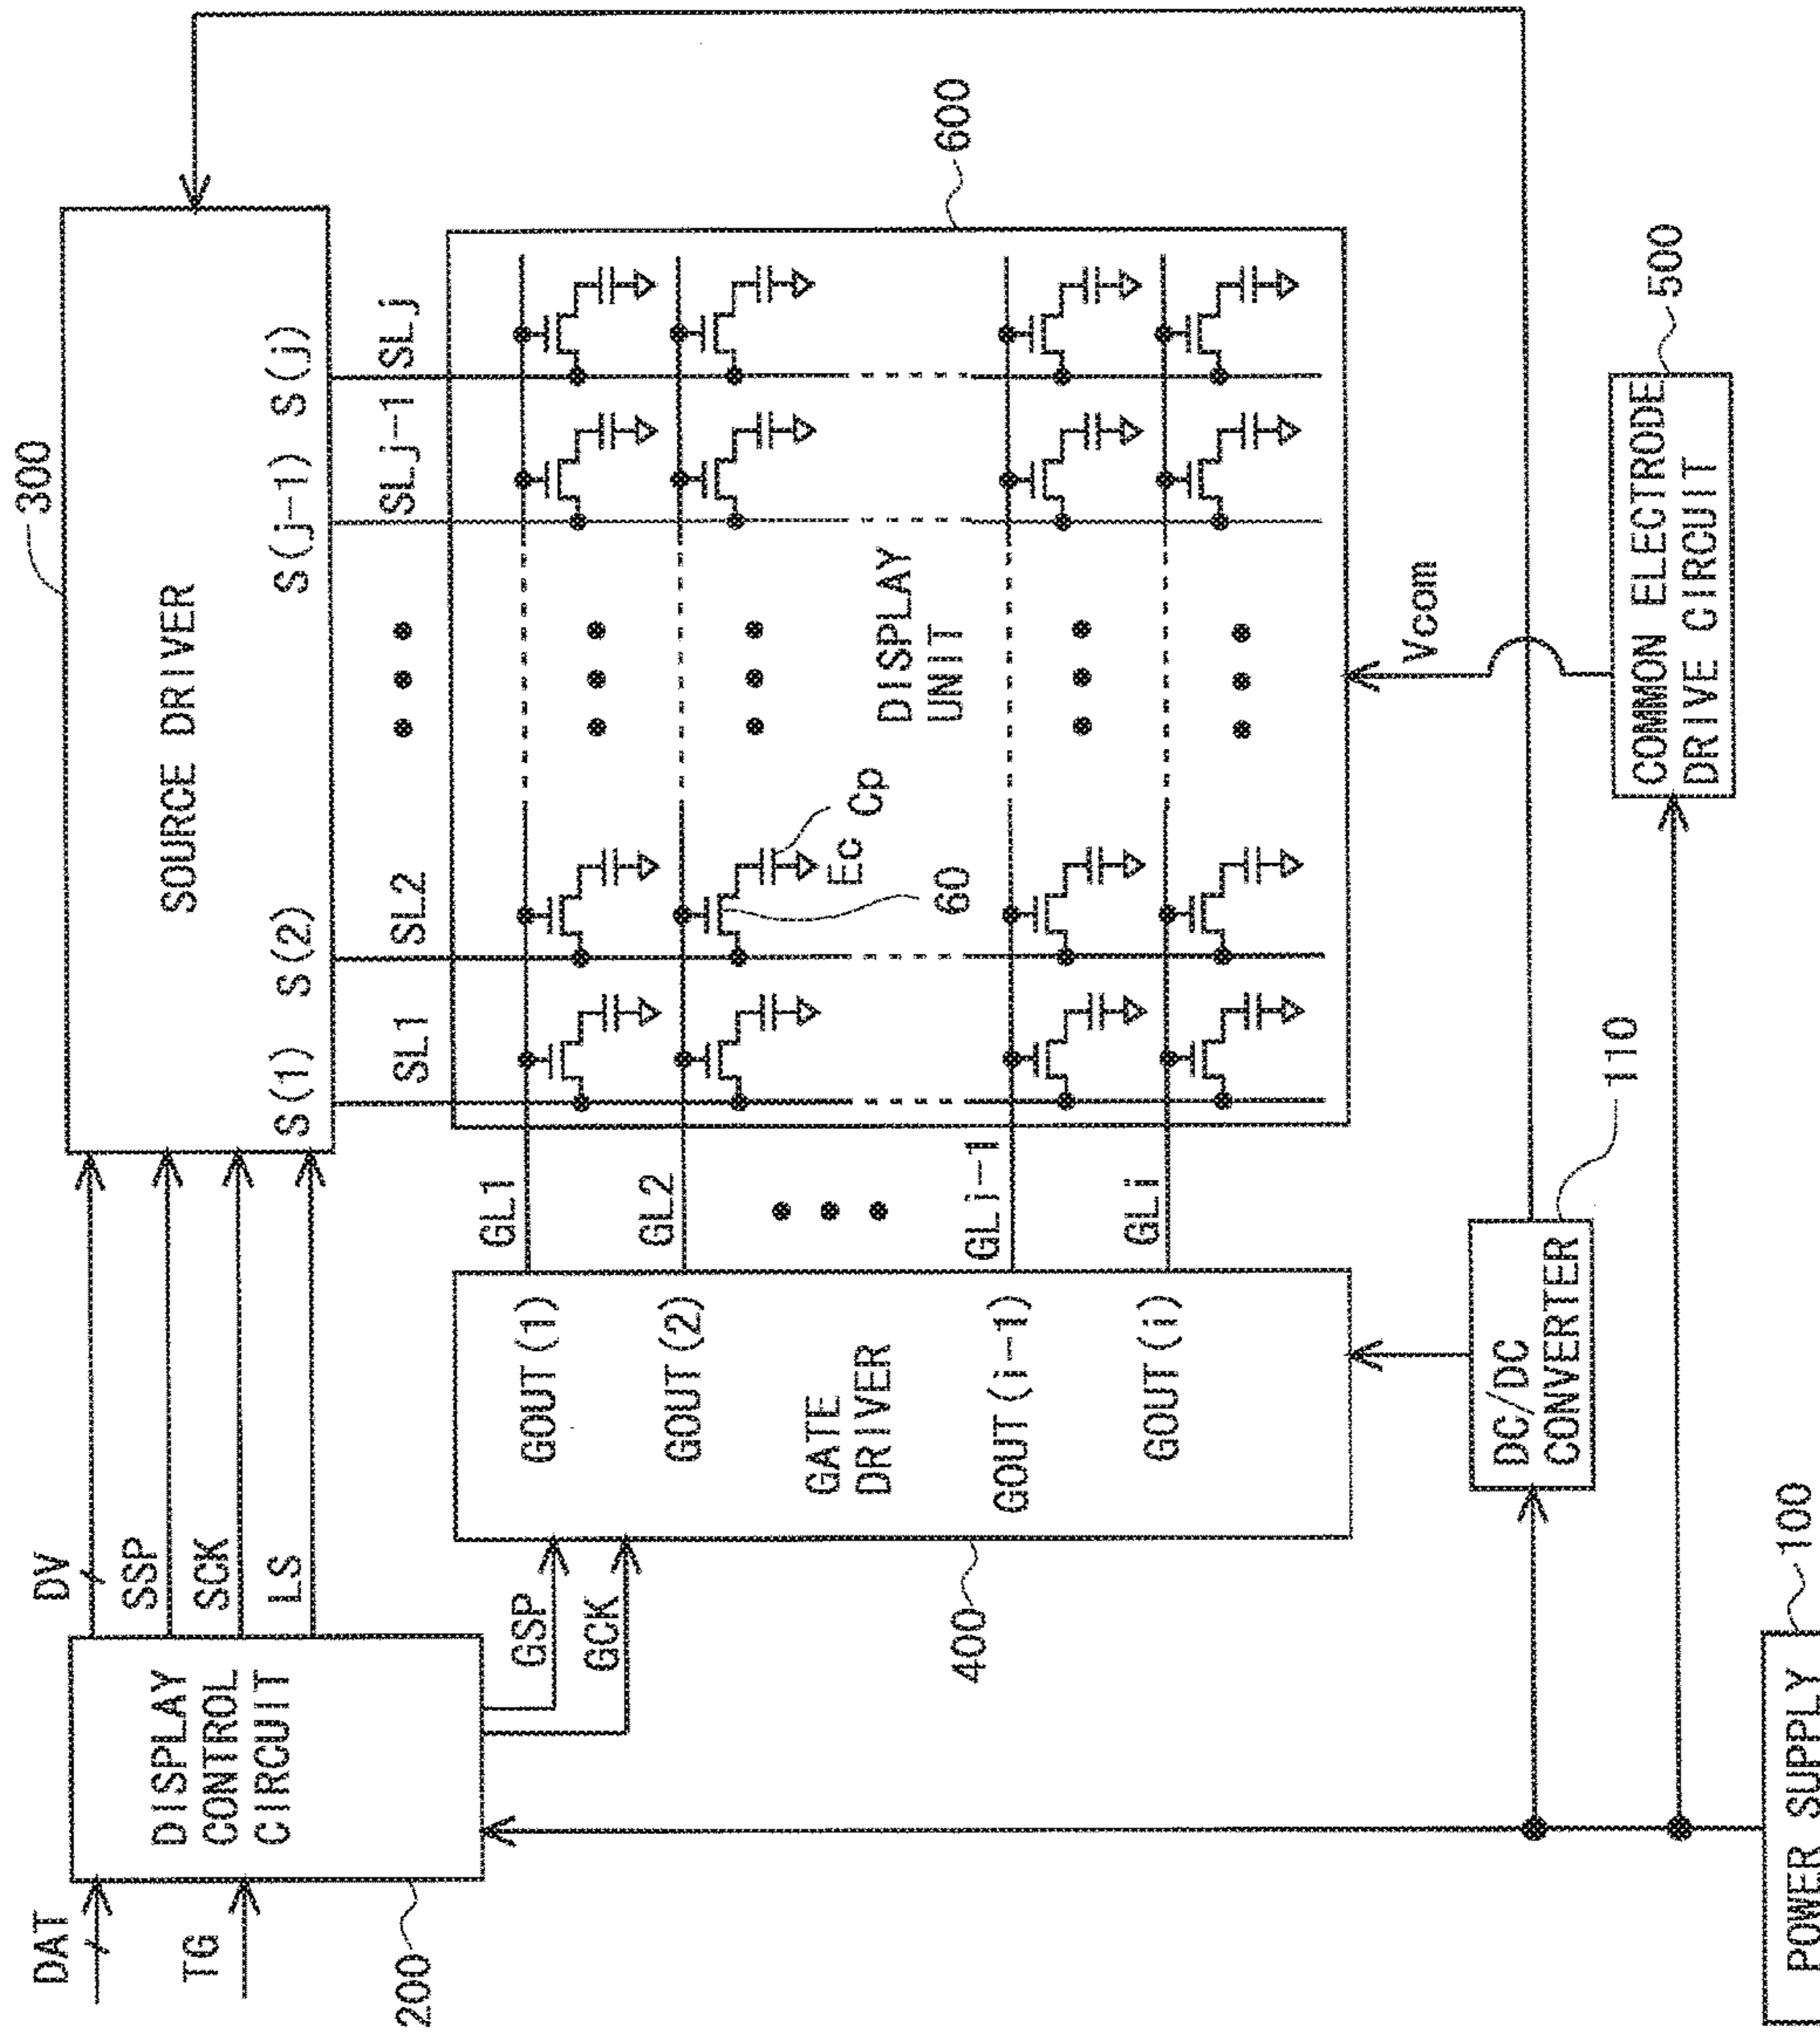 DAT
TG
200
DISPLAY
CONTROL
CIRCUIT
DV
SSP
SCK
LS
GSP
GCK
300
SOURCE DRIVER
S(1) S(2) S(j-1) S(j)
SL1 SL2 SLj-1 SLj
400
GATE
DRIVER
GOUT(1)
GOUT(2)
GOUT(i-1)
GOUT(i)
GL1
GL2
GLi-1
GLi
600
DISPLAY
UNIT
Cp
Ec
60
Vcom
DC/DC
CONVERTER
110
COMMON ELECTRODE
DRIVE CIRCUIT
500
POWER SUPPLY
100